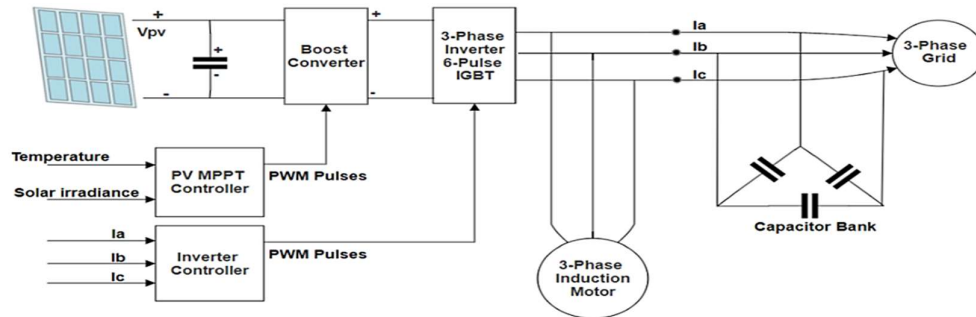 +
Vpv
+
-
-
Boost
Converter
+
-
3-Phase
Inverter
6-Pulse
IGBT
Ia
Ib
Ic
3-Phase
Grid
Temperature
Solar irradiance
PV MPPT
Controller
PWM Pulses
Ia
Ib
Ic
Inverter
Controller
PWM Pulses
3-Phase
Induction
Motor
Capacitor Bank